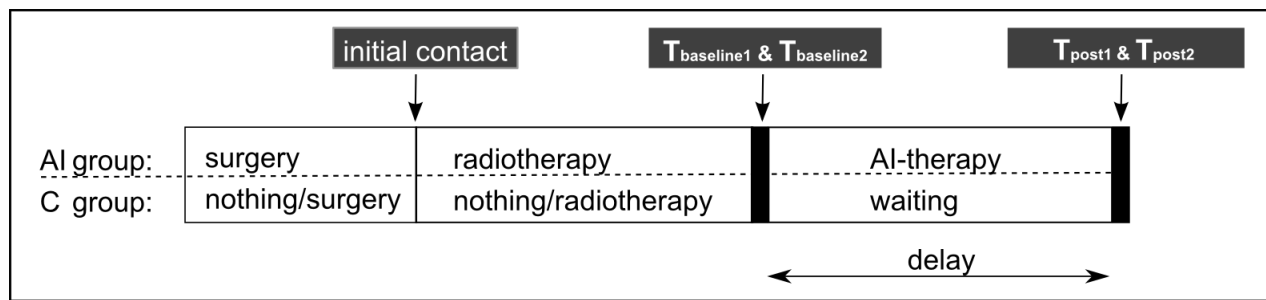 initial contact
Tbaseline1 & Tbaseline2
Tpost1 & Tpost2
AI group: surgery radiotherapy AI-therapy
C group: nothing/surgery nothing/radiotherapy waiting
delay